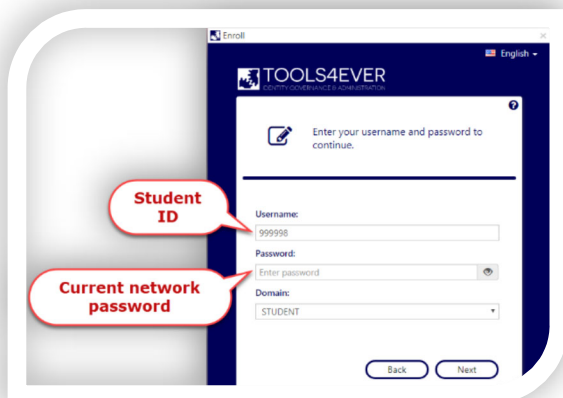 Enroll
English
TOOLS4EVER
IDENTITY GOVERNANCE & ADMINISTRATION
Enter your username and password to
continue.
Student
ID
Username:
999998
Password:
Enter password
Current network
password
Domain:
STUDENT
Back Next